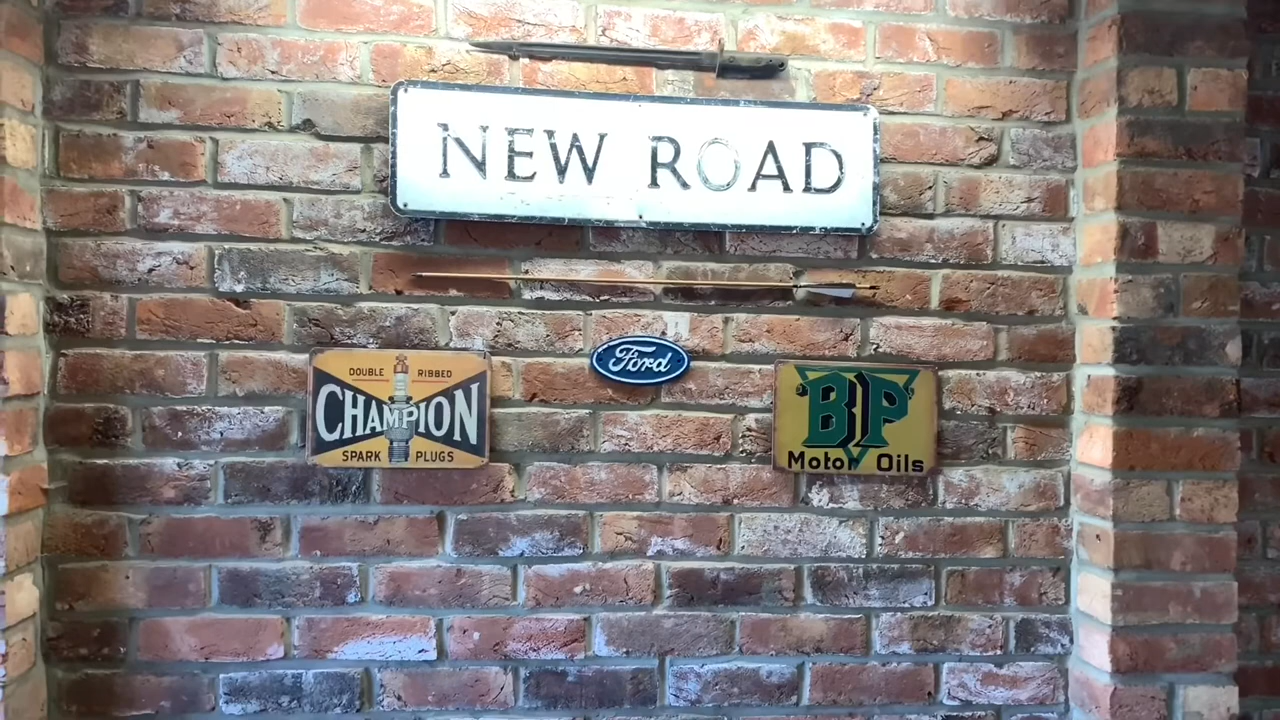 NEW ROAD
DOUBLE RIBBED
CHAMPION
SPARK PLUGS
Ford
BP
Motor Oils